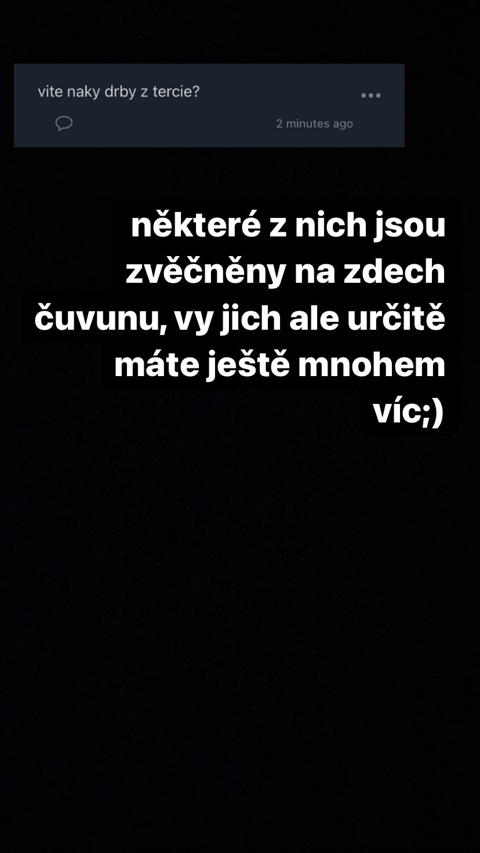 vite naky drby z tercie?
2 minutes ago
některé z nich jsou
zvěčněny na zdech
čuvunu, vy jich ale určitě
máte ještě mnohem
víc;)